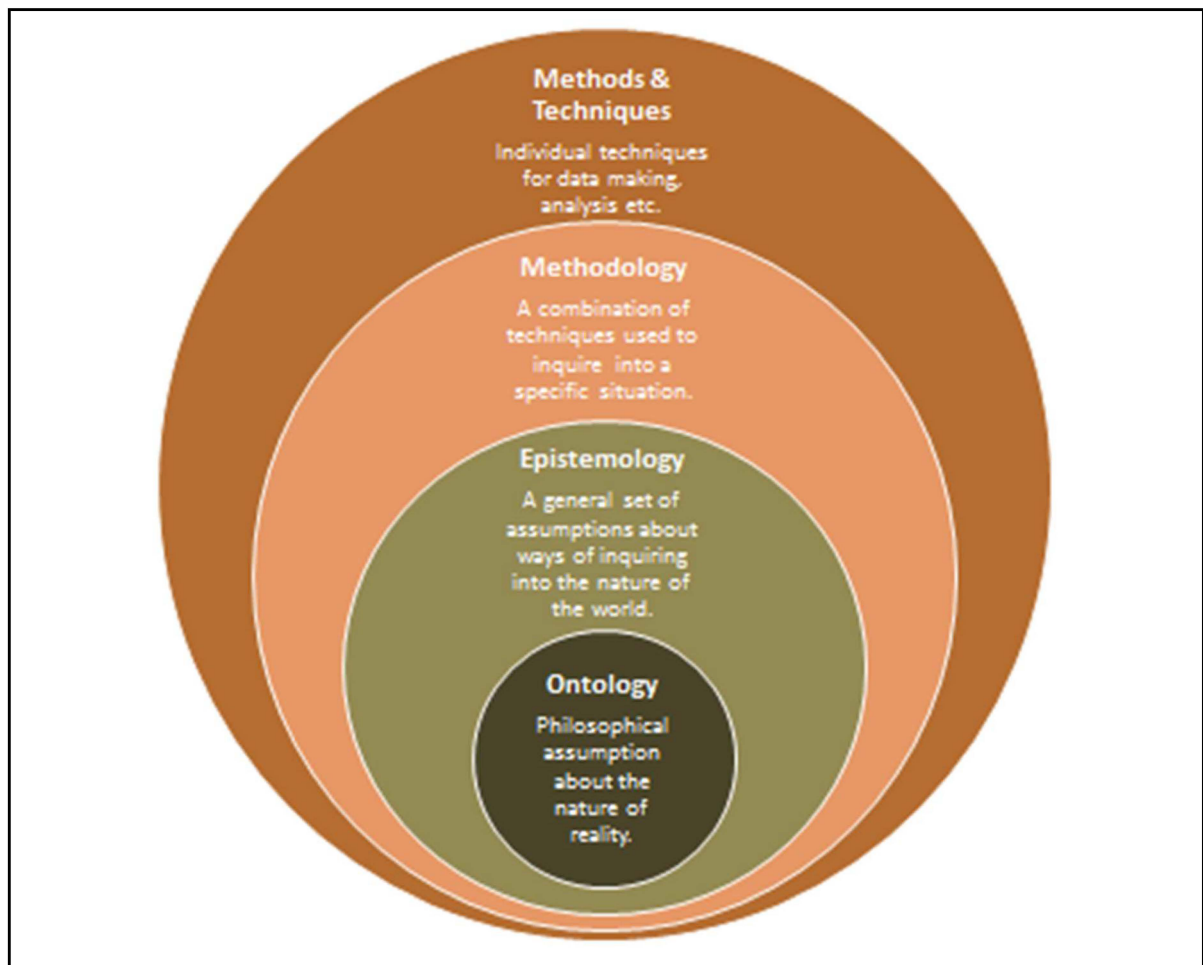 Methods &
Techniques
Individual techniques
for data making,
analysis etc.
Methodology
A combination of
techniques used to
inquire into a
specific situation.
Epistemology
A general set of
assumptions about
ways of inquiring
into the nature of
the world.
Ontology
Philosophical
assumption
about the
nature of
reality.